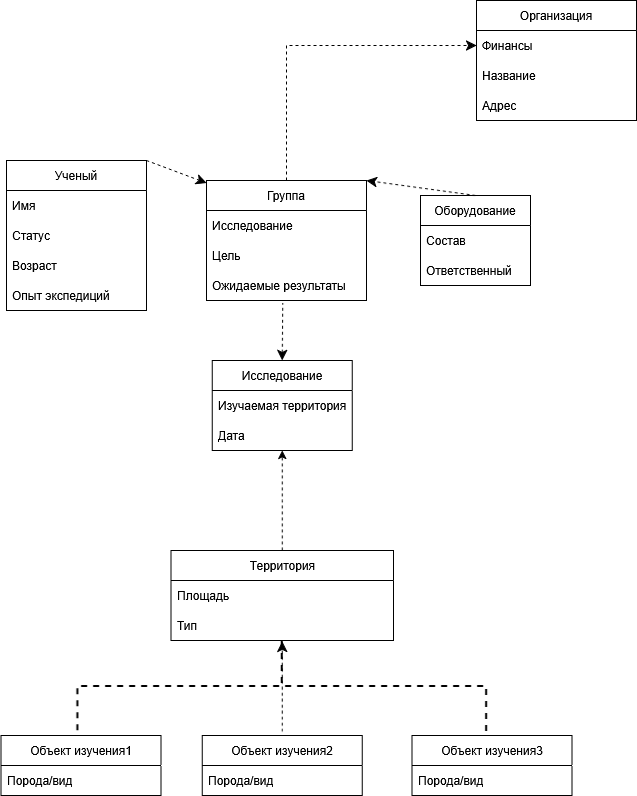 Организация
Финансы
Название
Адрес
Ученый
Имя
Статус
Возраст
Опыт экспедиций
Группа
Исследование
Цель
Ожидаемые результаты
Оборудование
Состав
Ответственный
Исследование
Изучаемая территория
Дата
Территория
Площадь
Тип
Объект изучения1
Порода/вид
Объект изучения2
Порода/вид
Объект изучения3
Порода/вид